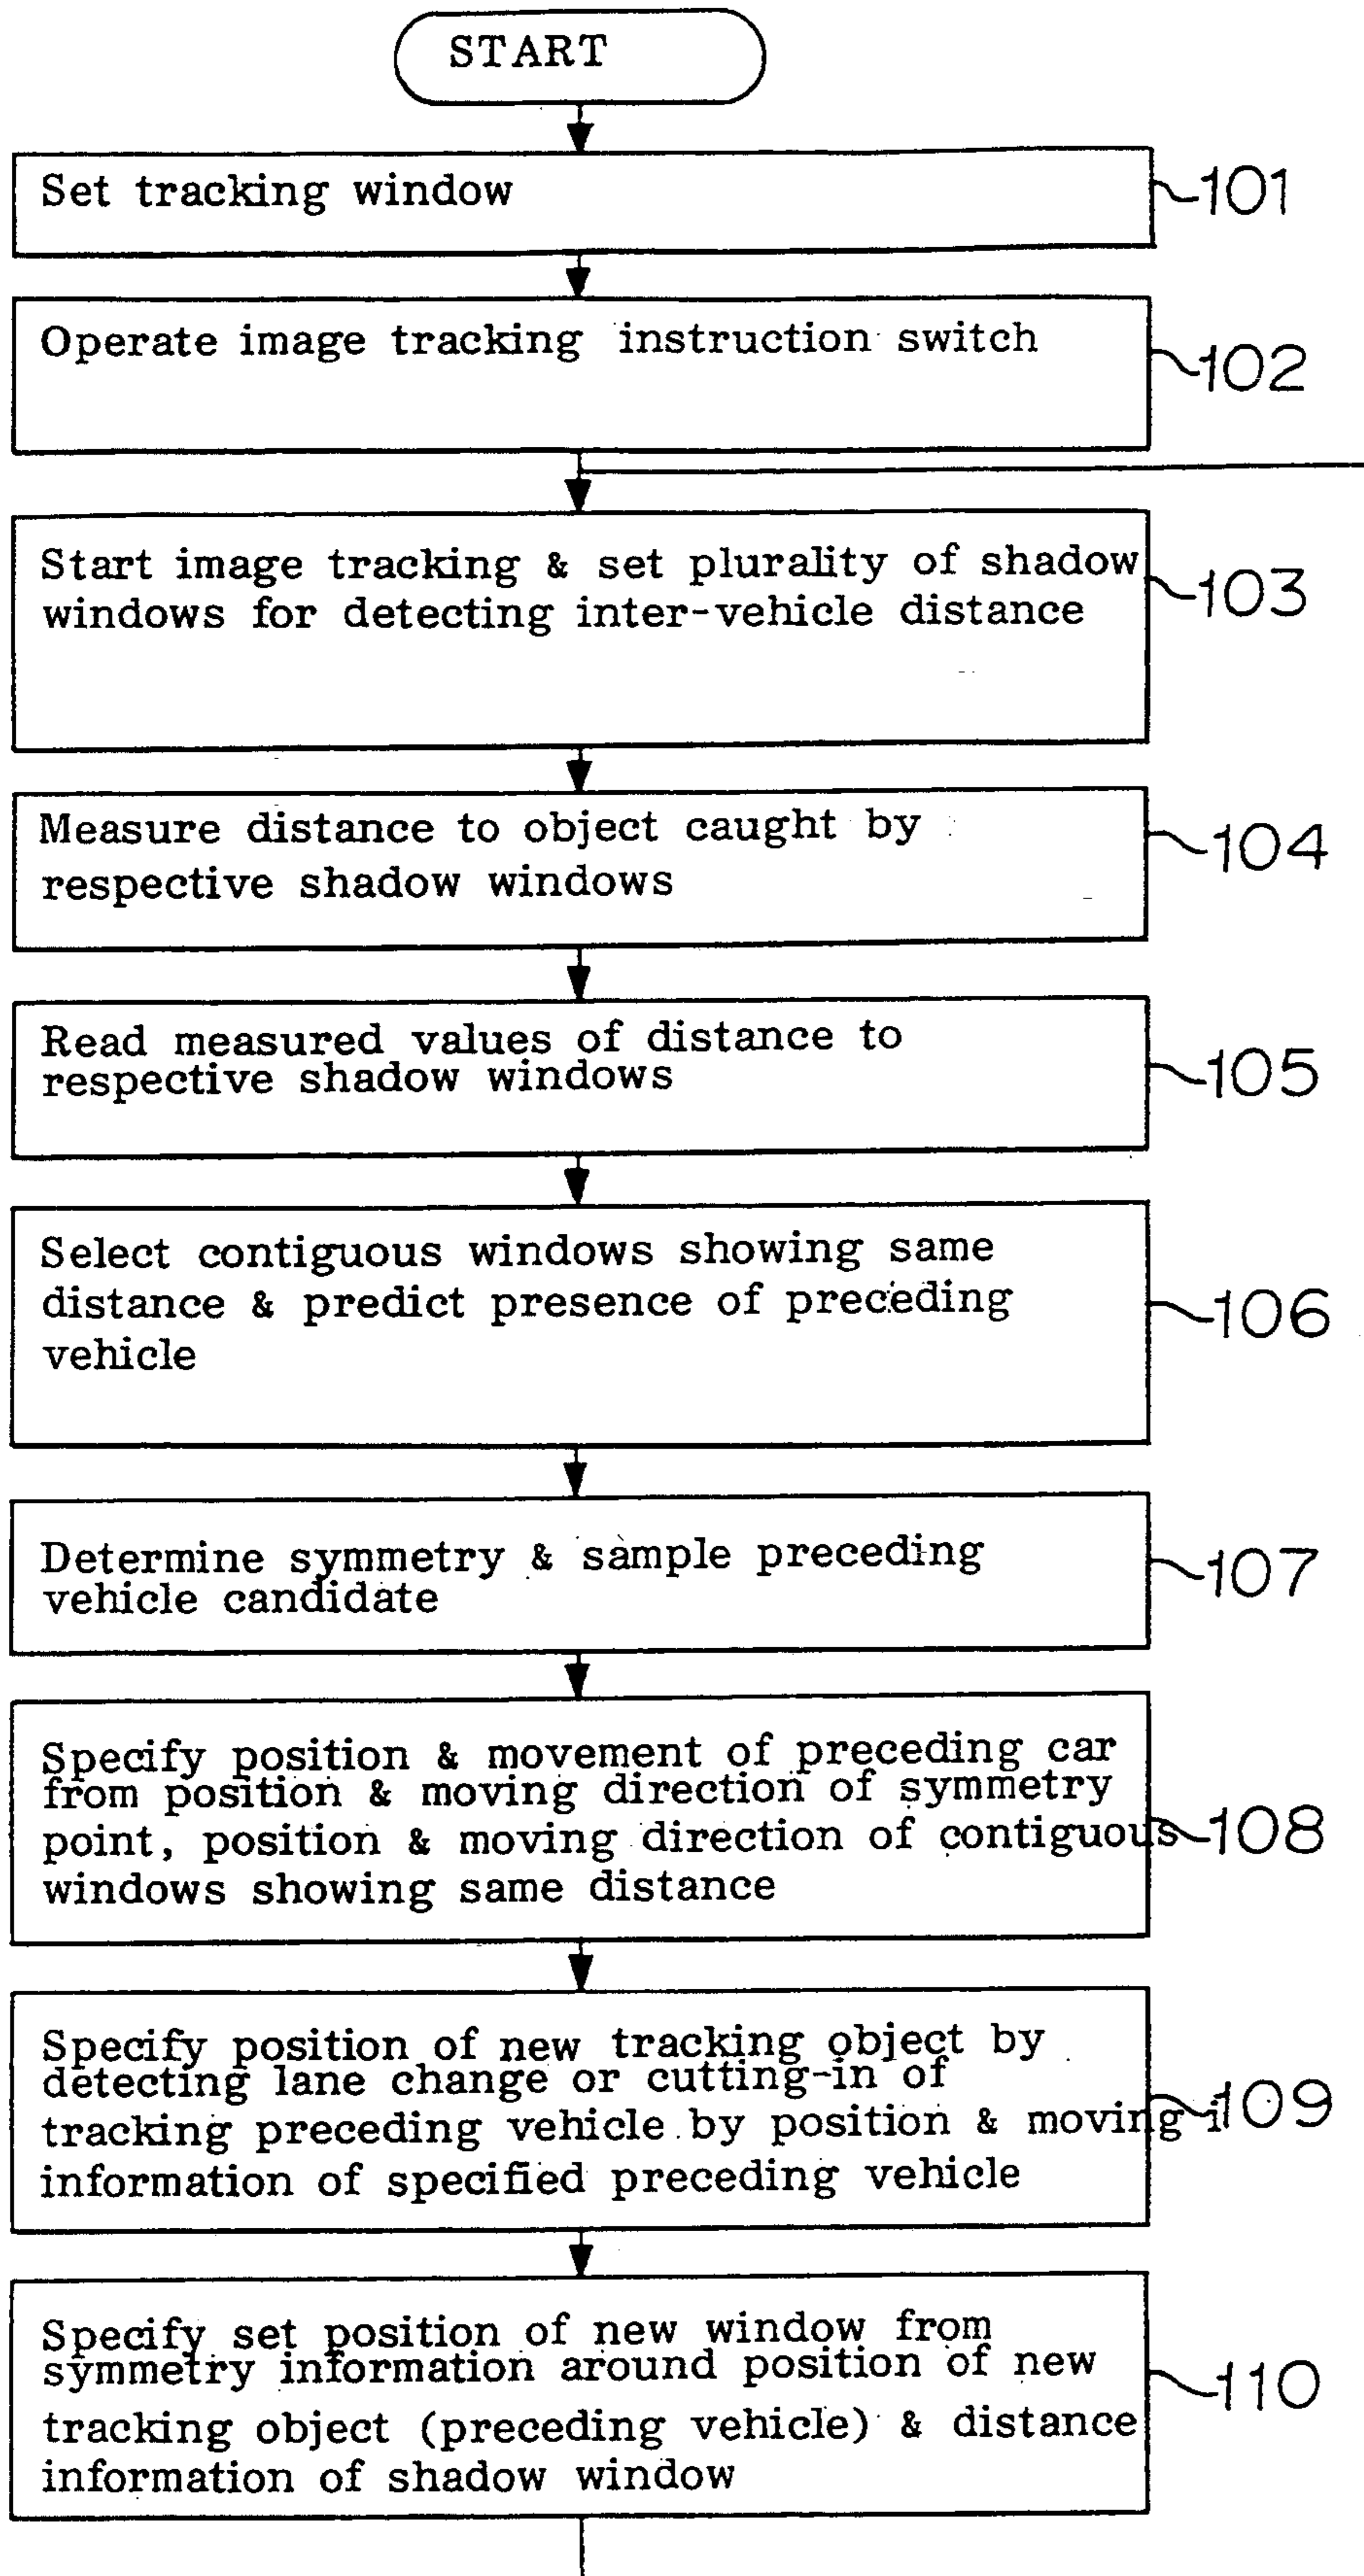 START
Set tracking window
101
Operate image tracking instruction switch
102
Start image tracking & set plurality of shadow
windows for detecting inter-vehicle distance
103
Measure distance to object caught by
respective shadow windows
104
Read measured values of distance to
respective shadow windows
105
Select contiguous windows showing same
distance & predict presence of preceding
vehicle
106
Determine symmetry & sample preceding
vehicle candidate
107
Specify position & movement of preceding car
from position & moving direction of symmetry
point, position & moving direction of contiguous
windows showing same distance
108
Specify position of new tracking object by
detecting lane change or cutting-in of
tracking preceding vehicle by position & moving i
information of specified preceding vehicle
109
Specify set position of new window from
symmetry information around position of new
tracking object (preceding vehicle) & distance
information of shadow window
110